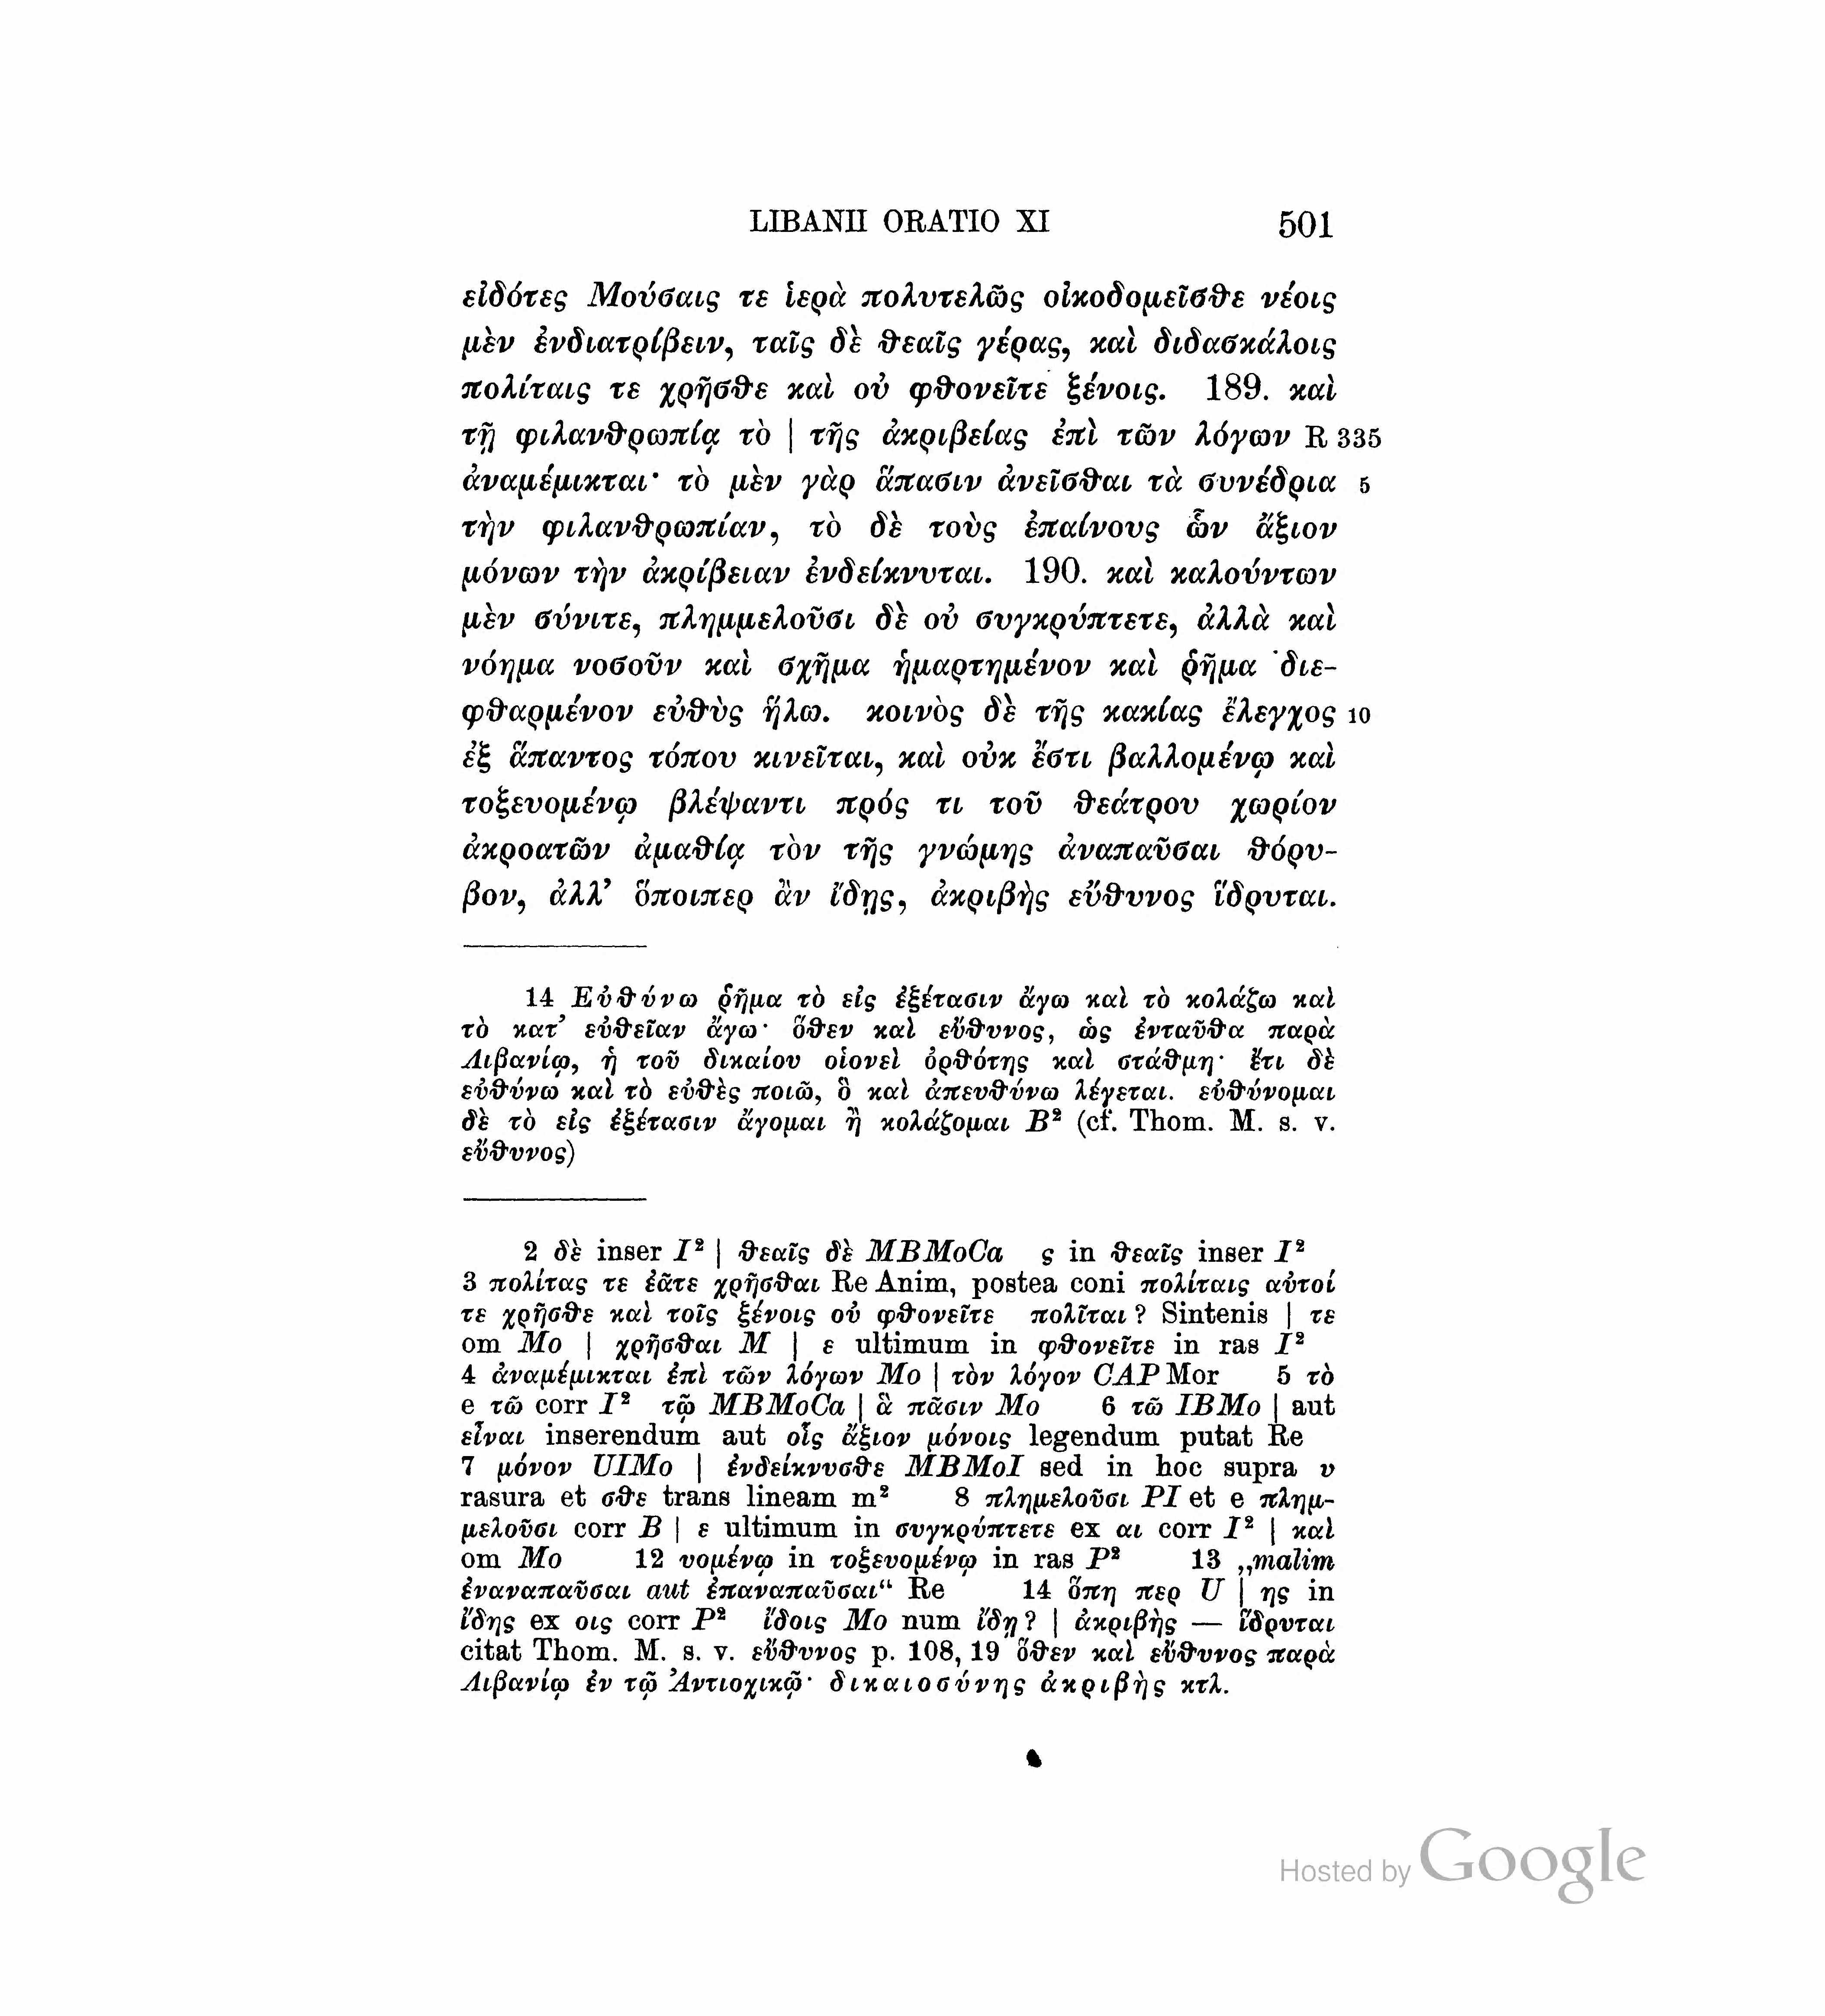 LIBANII ORATIO XI 501
εἰδότες Μούσαις τε ἱερὰ πολυτελῶς οἰκοδομεῖσθε νέοις
μὲν ἐνδιατρίβειν, ταῖς δὲ θεαῖς γέρας, καὶ διδασκάλοις
πολίταις τε χρῆσθε καὶ οὐ φθονεῖτε ξένοις. 189. καὶ
τῇ φιλανθρωπίᾳ τὸ | τῆς ἀκριβείας ἐπὶ τῶν λόγων R 335
ἀναμέμικται· τὸ μὲν γὰρ ἅπασιν ἀνεῖσθαι τὰ συνέδρια 5
τὴν φιλανθρωπίαν, τὸ δὲ τοὺς ἐπαίνους ὧν ἄξιον
μόνων τὴν ἀκρίβειαν ἐνδείκνυται. 190. καὶ καλούντων
μὲν σύνιτε, πλημμελοῦσι δὲ οὐ συγκρύπτετε, ἀλλὰ καὶ
νόημα νοσοῦν καὶ σχῆμα ἡμαρτημένον καὶ ῥῆμα διε-
φθαρμένον εὐθὺς ἥλω. κοινὸς δὲ τῆς κακίας ἔλεγχος 10
ἐξ ἅπαντος τόπου κινεῖται, καὶ οὐκ ἔστι βαλλομένῳ καὶ
τοξευομένῳ βλέψαντι πρός τι τοῦ θεάτρου χωρίον
ἀκροατῶν ἀμαθίᾳ τὸν τῆς γνώμης ἀναπαῦσαι θόρυ-
βον, ἀλλ’ ὅποιπερ ἂν ἴδῃς, ἀκριβὴς εὔθυνος ἵδρυται.
14 Εὐθύνω ῥῆμα τὸ εἰς ἐξέτασιν ἄγω καὶ τὸ κολάζω καὶ
τὸ κατ’ εὐθεῖαν ἄγω· ὅθεν καὶ εὔθυνος, ὡς ἐνταῦθα παρὰ
Λιβανίῳ, ἡ τοῦ δικαίου οἱονεὶ ὀρθότης καὶ στάθμη· ἔτι δὲ
εὐθύνω καὶ τὸ εὐθὲς ποιῶ, ὃ καὶ ἀπευθύνω λέγεται. εὐθύνομαι
δὲ τὸ εἰς ἐξέτασιν ἄγομαι ἢ κολάζομαι B² (cf. Thom. M. s. v.
εὔθυνος)
2 δὲ inser I² | θεαῖς δὲ MBMoCa ς in θεαῖς inser I²
3 πολίτας τε ἐᾶτε χρῆσθαι Re Anim, postea coni πολίταις αὐτοί
τε χρῆσθε καὶ τοῖς ξένοις οὐ φθονεῖτε πολῖται? Sintenis | τε
om Mo | χρῆσθαι M | ε ultimum in φθονεῖτε in ras I²
4 ἀναμέμικται ἐπὶ τῶν λόγων Mo | τὸν λόγον CAP Mor 5 τὸ
e τῶ corr I² τῷ MBMoCa | ἃ πᾶσιν Mo 6 τῶ IBMo | aut
εἶναι inserendum aut οἷς ἄξιον μόνοις legendum putat Re
7 μόνον UIMo | ἐνδείκνυσθε MBMoI sed in hoc supra υ
rasura et σθε trans lineam m² 8 πλημελοῦσι PI et e πλημ-
μελοῦσι corr B | ε ultimum in συγκρύπτετε ex αι corr I² | καὶ
om Mo 12 νομένῳ in τοξευομένῳ in ras P² 13 „malim
ἐναναπαῦσαι aut ἐπαναπαῦσαι“ Re 14 ὅπη περ U | ης in
ἴδης ex οις corr P² ἴδοις Mo num ἴδῃ? | ἀκριβὴς — ἵδρυται
citat Thom. M. s. v. εὔθυνος p. 108, 19 ὅθεν καὶ εὔθυνος παρὰ
Λιβανίῳ ἐν τῷ Ἀντιοχικῷ· δικαιοσύνης ἀκριβὴς κτλ.
Hosted by Google